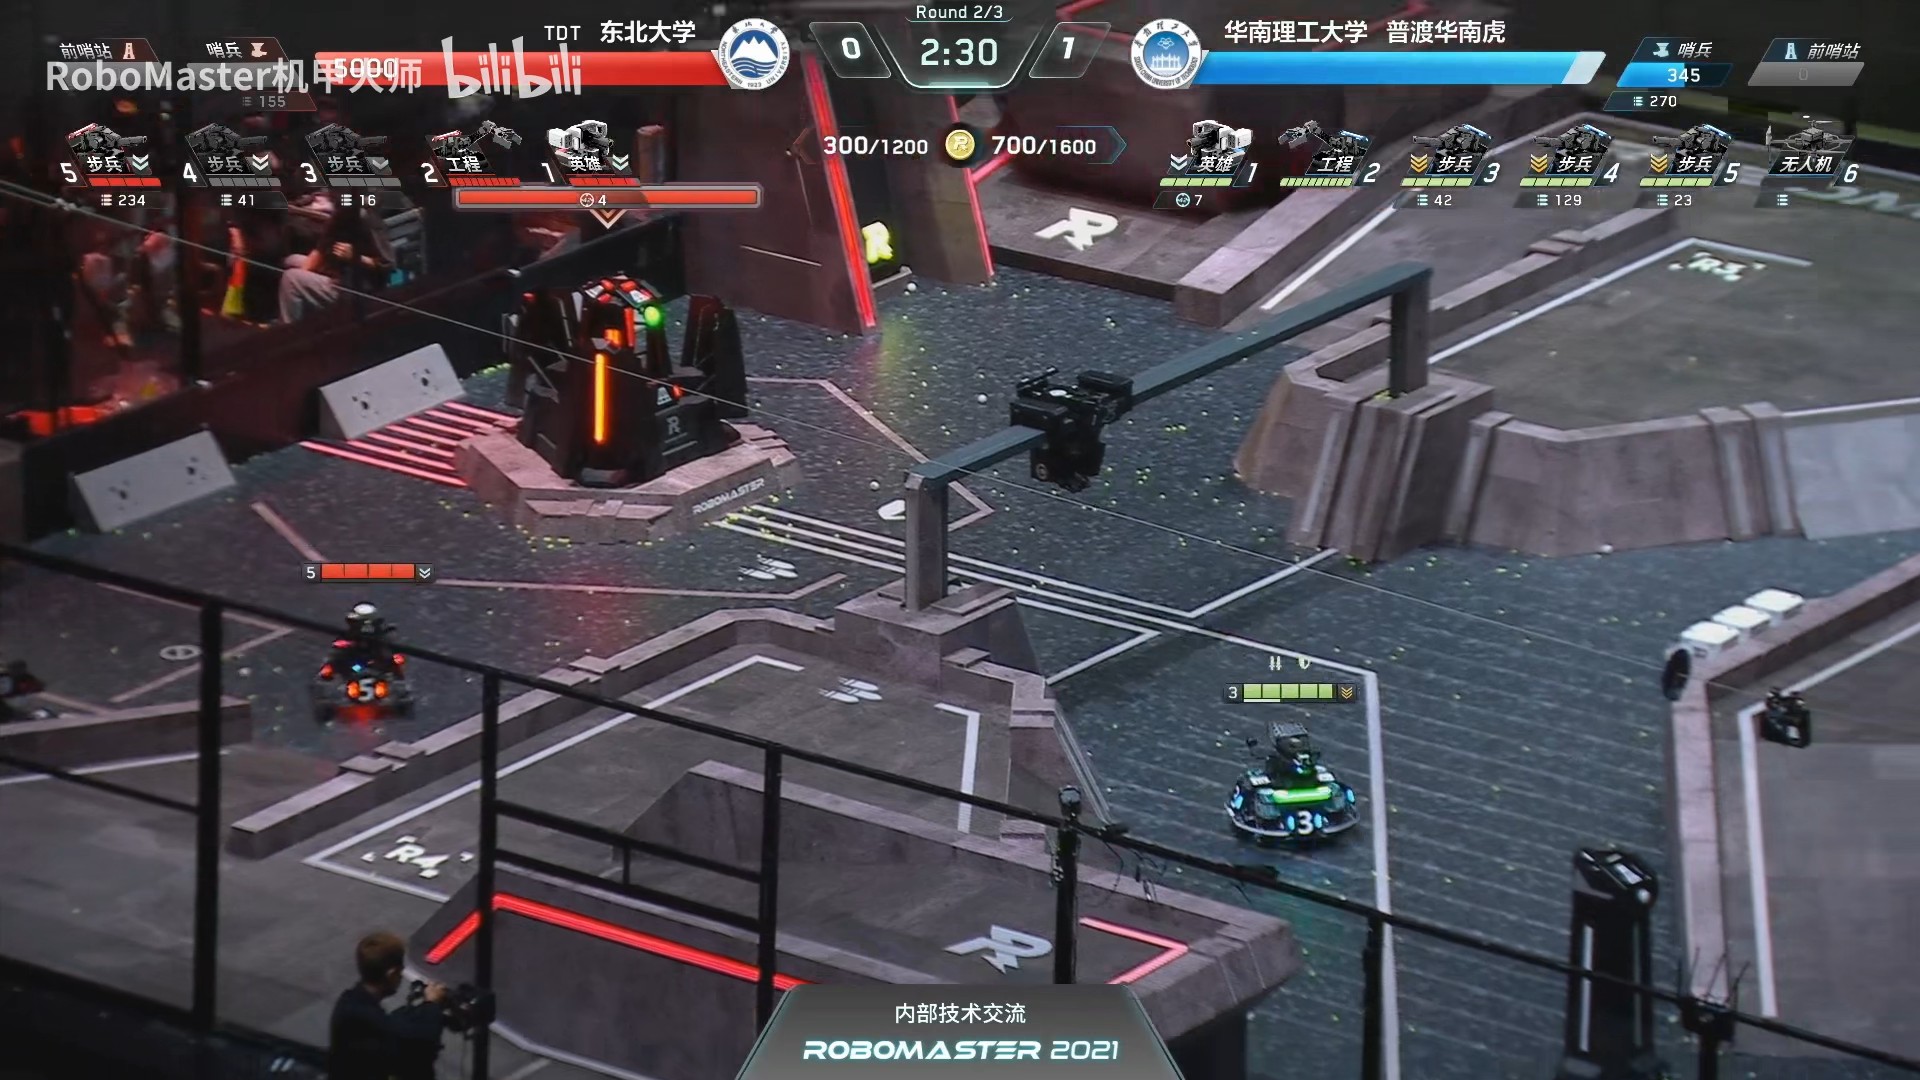 Round 2/3
TDT 东北大学
0
2:30
1
华南理工大学 普渡华南虎
前哨站
哨兵
5000
RoboMaster机甲大师 bilibili
155
哨兵
345
270
前哨站
0
5 步兵
234
4 步兵
41
3 步兵
16
2 工程
1 英雄
4
300/1200
700/1600
英雄 1
7
工程 2
步兵 3
42
步兵 4
129
步兵 5
23
无人机 6
R3
ROBOMASTER
5
5
3
3
R4
内部技术交流
ROBOMASTER 2021